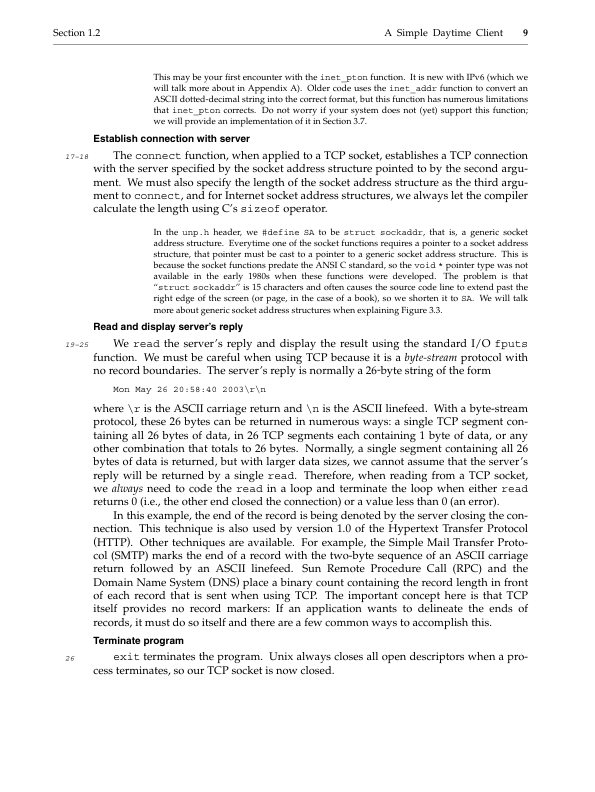 Section 1.2 A Simple Daytime Client 9
This may be your first encounter with the inet_pton function. It is new with IPv6 (which we
will talk more about in Appendix A). Older code uses the inet_addr function to convert an
ASCII dotted-decimal string into the correct format, but this function has numerous limitations
that inet_pton corrects. Do not worry if your system does not (yet) support this function;
we will provide an implementation of it in Section 3.7.
Establish connection with server
17–18 The connect function, when applied to a TCP socket, establishes a TCP connection
with the server specified by the socket address structure pointed to by the second argu-
ment. We must also specify the length of the socket address structure as the third argu-
ment to connect, and for Internet socket address structures, we always let the compiler
calculate the length using C's sizeof operator.
In the unp.h header, we #define SA to be struct sockaddr, that is, a generic socket
address structure. Everytime one of the socket functions requires a pointer to a socket address
structure, that pointer must be cast to a pointer to a generic socket address structure. This is
because the socket functions predate the ANSI C standard, so the void * pointer type was not
available in the early 1980s when these functions were developed. The problem is that
"struct sockaddr" is 15 characters and often causes the source code line to extend past the
right edge of the screen (or page, in the case of a book), so we shorten it to SA. We will talk
more about generic socket address structures when explaining Figure 3.3.
Read and display server's reply
19–25 We read the server's reply and display the result using the standard I/O fputs
function. We must be careful when using TCP because it is a byte-stream protocol with
no record boundaries. The server's reply is normally a 26-byte string of the form
Mon May 26 20:58:40 2003\r\n
where \r is the ASCII carriage return and \n is the ASCII linefeed. With a byte-stream
protocol, these 26 bytes can be returned in numerous ways: a single TCP segment con-
taining all 26 bytes of data, in 26 TCP segments each containing 1 byte of data, or any
other combination that totals to 26 bytes. Normally, a single segment containing all 26
bytes of data is returned, but with larger data sizes, we cannot assume that the server's
reply will be returned by a single read. Therefore, when reading from a TCP socket,
we always need to code the read in a loop and terminate the loop when either read
returns 0 (i.e., the other end closed the connection) or a value less than 0 (an error).
In this example, the end of the record is being denoted by the server closing the con-
nection. This technique is also used by version 1.0 of the Hypertext Transfer Protocol
(HTTP). Other techniques are available. For example, the Simple Mail Transfer Proto-
col (SMTP) marks the end of a record with the two-byte sequence of an ASCII carriage
return followed by an ASCII linefeed. Sun Remote Procedure Call (RPC) and the
Domain Name System (DNS) place a binary count containing the record length in front
of each record that is sent when using TCP. The important concept here is that TCP
itself provides no record markers: If an application wants to delineate the ends of
records, it must do so itself and there are a few common ways to accomplish this.
Terminate program
26 exit terminates the program. Unix always closes all open descriptors when a pro-
cess terminates, so our TCP socket is now closed.